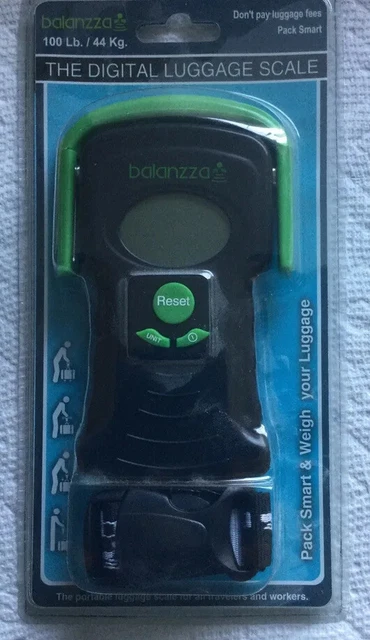 balanzza
Don't pay luggage fees
100 Lb. / 44 Kg.
Pack Smart
THE DIGITAL LUGGAGE SCALE
balanzza
Reset
UNIT
Pack Smart & Weigh your Luggage
The portable luggage scale for all travelers and workers.